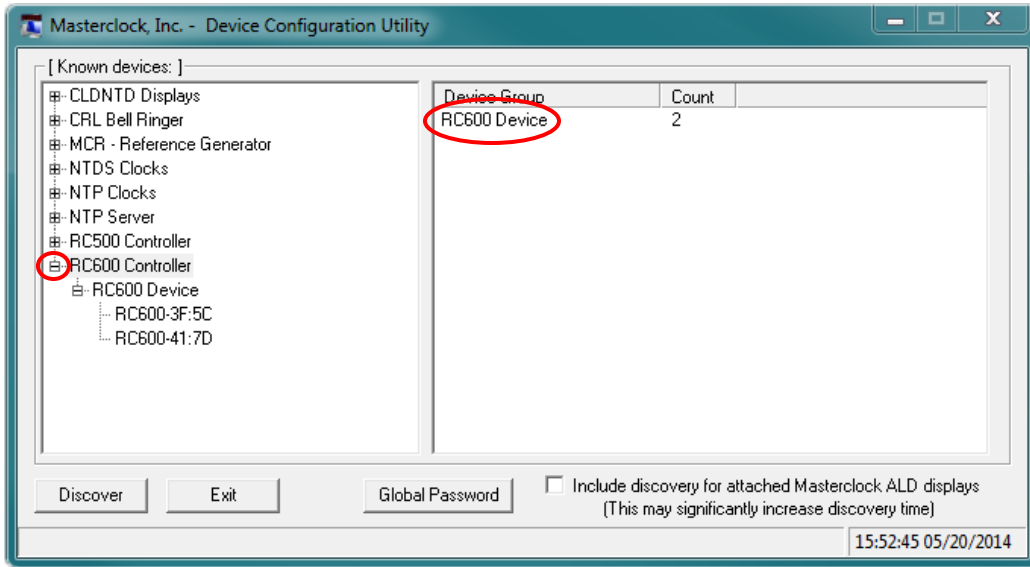 Masterclock, Inc. - Device Configuration Utility
[ Known devices: ]
CLDNTD Displays
CRL Bell Ringer
MCR - Reference Generator
NTDS Clocks
NTP Clocks
NTP Server
RC500 Controller
RC600 Controller
RC600 Device
RC600-3F:5C
RC600-41:7D
Device Group Count
RC600 Device 2
Discover Exit Global Password
Include discovery for attached Masterclock ALD displays
(This may significantly increase discovery time)
15:52:45 05/20/2014